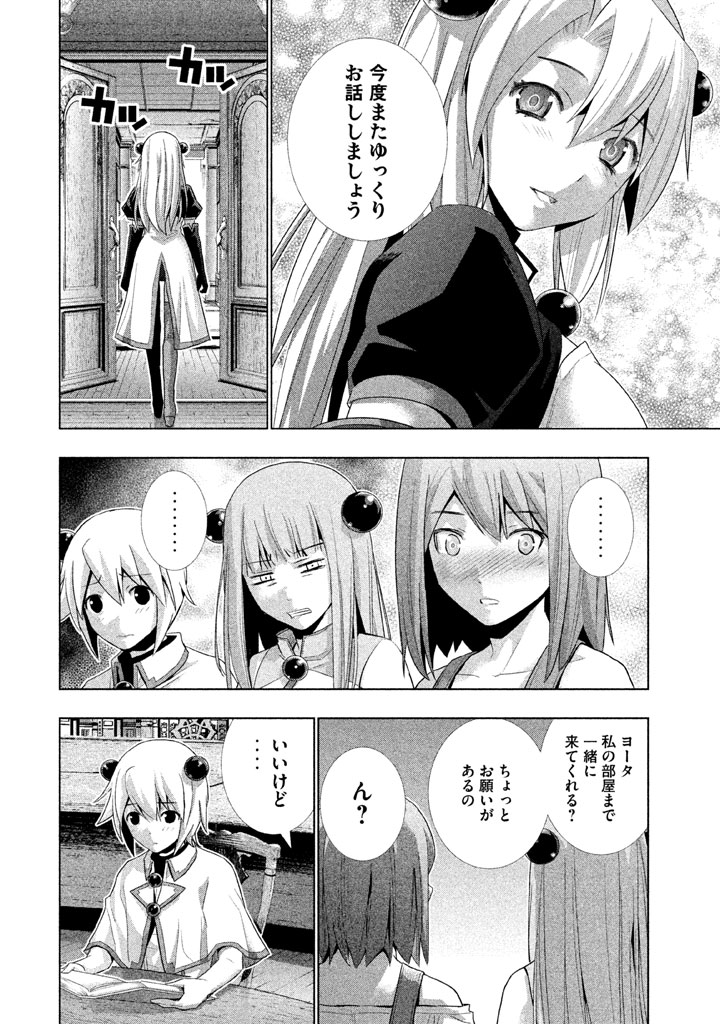 今度またゆっくり
お話ししましょう
カッ
カッ
・・・・・・
・・・・・
ヨータ
私の部屋まで
一緒に
来てくれる?
ちょっと
お願いが
あるの
ん?
いいけど
・・・・